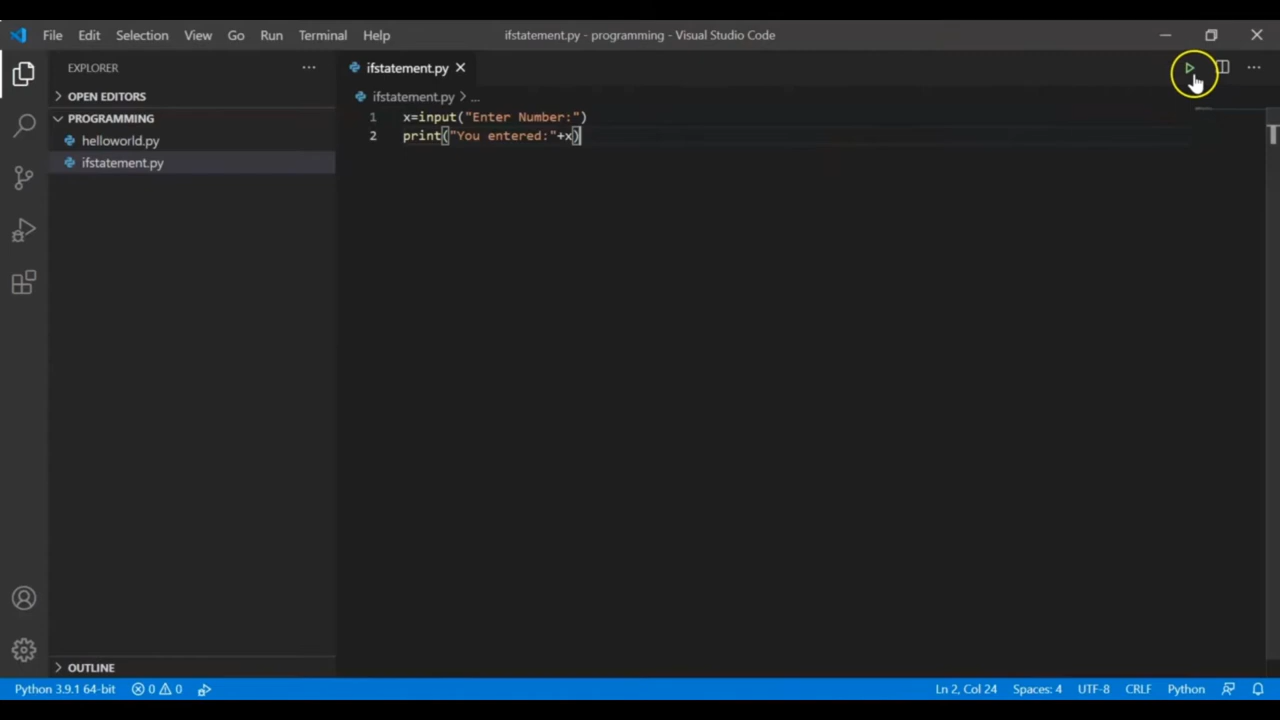 File Edit Selection View Go Run Terminal Help ifstatement.py - programming - Visual Studio Code
EXPLORER
OPEN EDITORS
PROGRAMMING
helloworld.py
ifstatement.py
OUTLINE
ifstatement.py
ifstatement.py > ...
1 x=input("Enter Number:")
2 print("You entered:"+x)
Python 3.9.1 64-bit 0 0 Ln 2, Col 24 Spaces: 4 UTF-8 CRLF Python